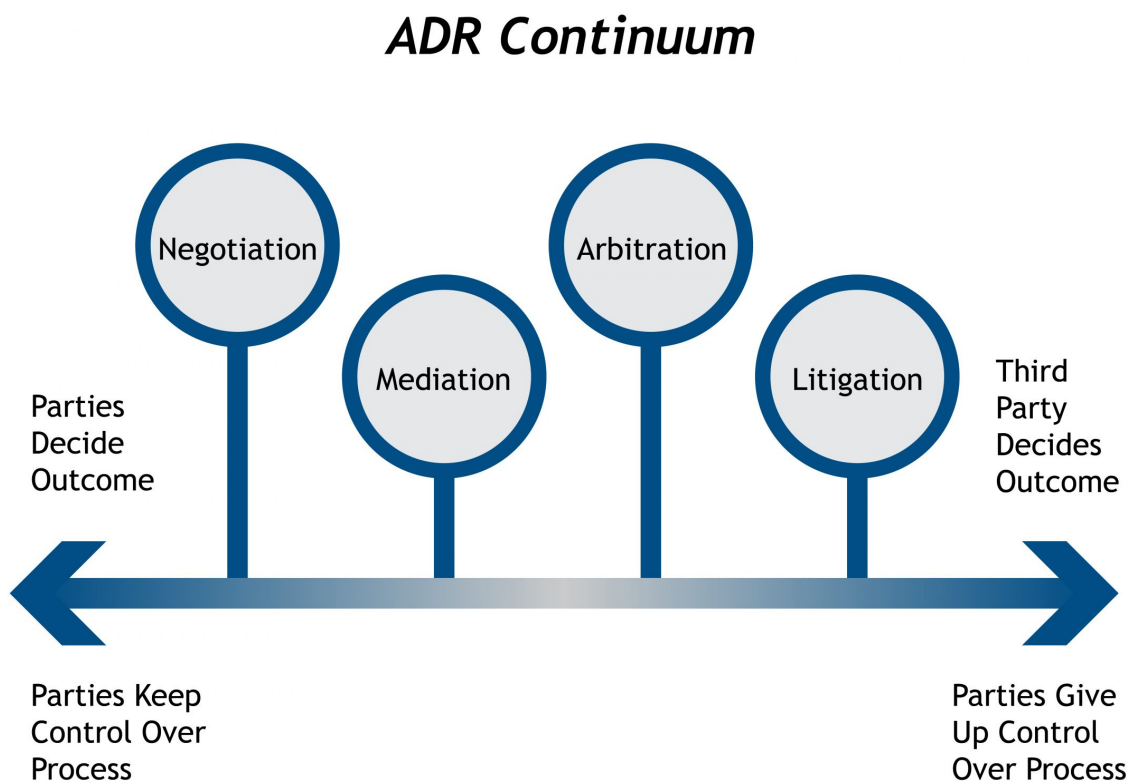 ADR Continuum
Negotiation
Mediation
Arbitration
Litigation
Parties
Decide
Outcome
Third
Party
Decides
Outcome
Parties Keep
Control Over
Process
Parties Give
Up Control
Over Process